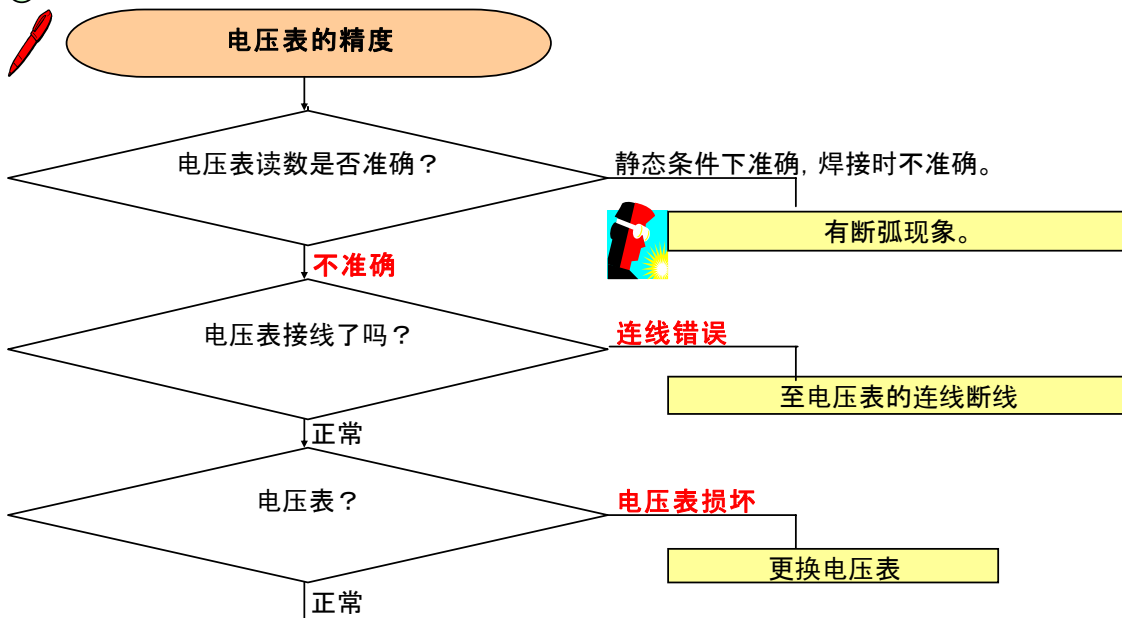 电压表的精度
电压表读数是否准确？
静态条件下准确, 焊接时不准确。
有断弧现象。
不准确
电压表接线了吗？
连线错误
至电压表的连线断线
正常
电压表？
电压表损坏
更换电压表
正常